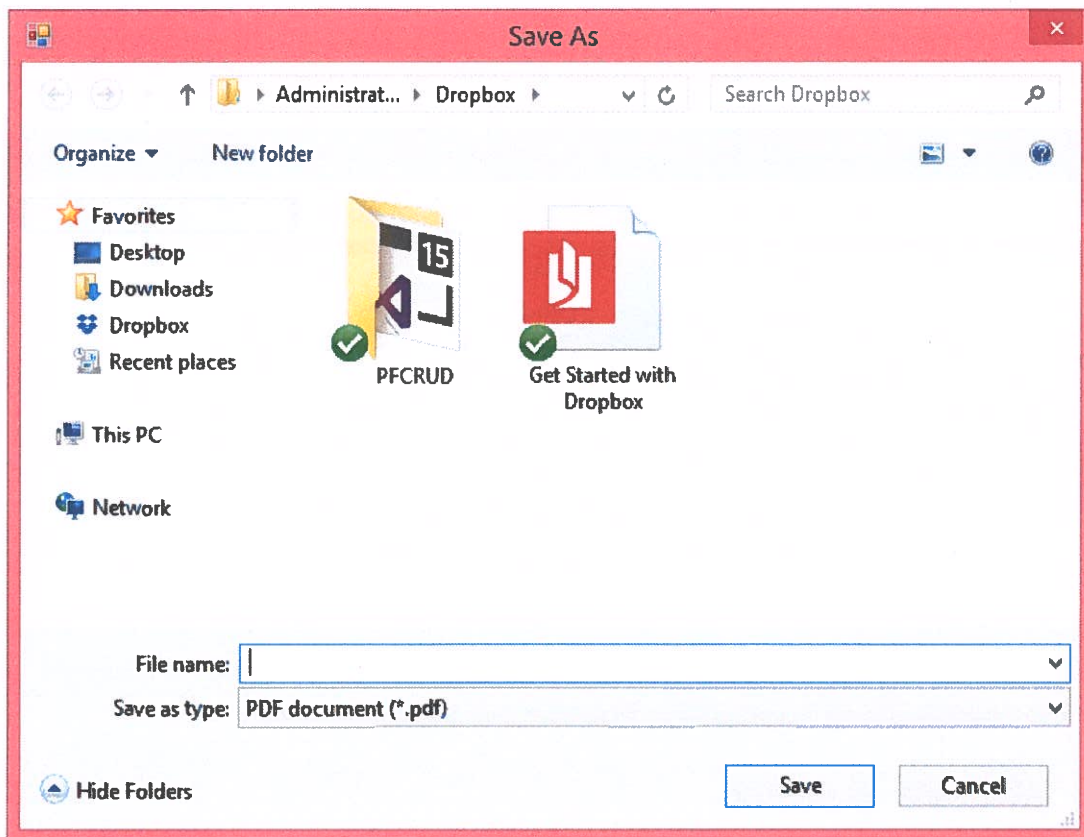 Save As
Administrat... Dropbox
Search Dropbox
Organize
New folder
Favorites
Desktop
Downloads
Dropbox
Recent places
This PC
Network
15
PFCRUD
Get Started with
Dropbox
File name:
Save as type: PDF document (*.pdf)
Hide Folders
Save
Cancel